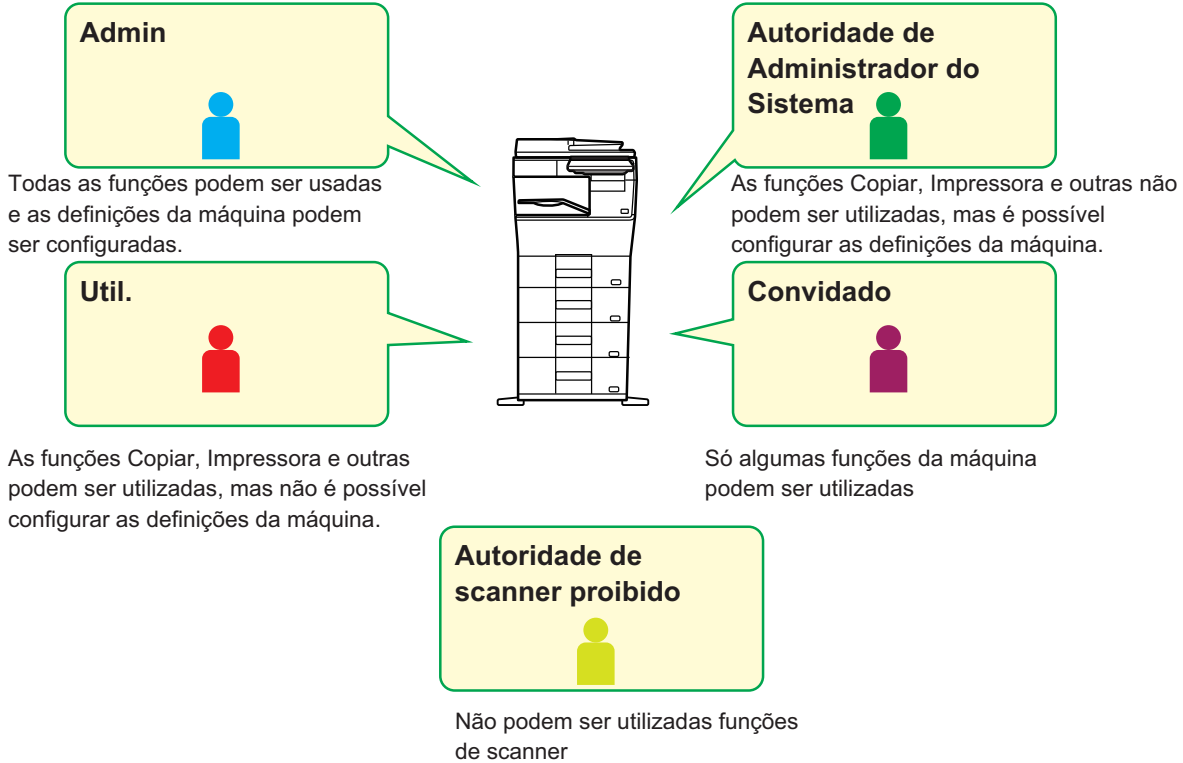 Admin
Todas as funções podem ser usadas
e as definições da máquina podem
ser configuradas.
Autoridade de
Administrador do
Sistema
As funções Copiar, Impressora e outras não
podem ser utilizadas, mas é possível
configurar as definições da máquina.
Util.
As funções Copiar, Impressora e outras
podem ser utilizadas, mas não é possível
configurar as definições da máquina.
Convidado
Só algumas funções da máquina
podem ser utilizadas
Autoridade de
scanner proibido
Não podem ser utilizadas funções
de scanner